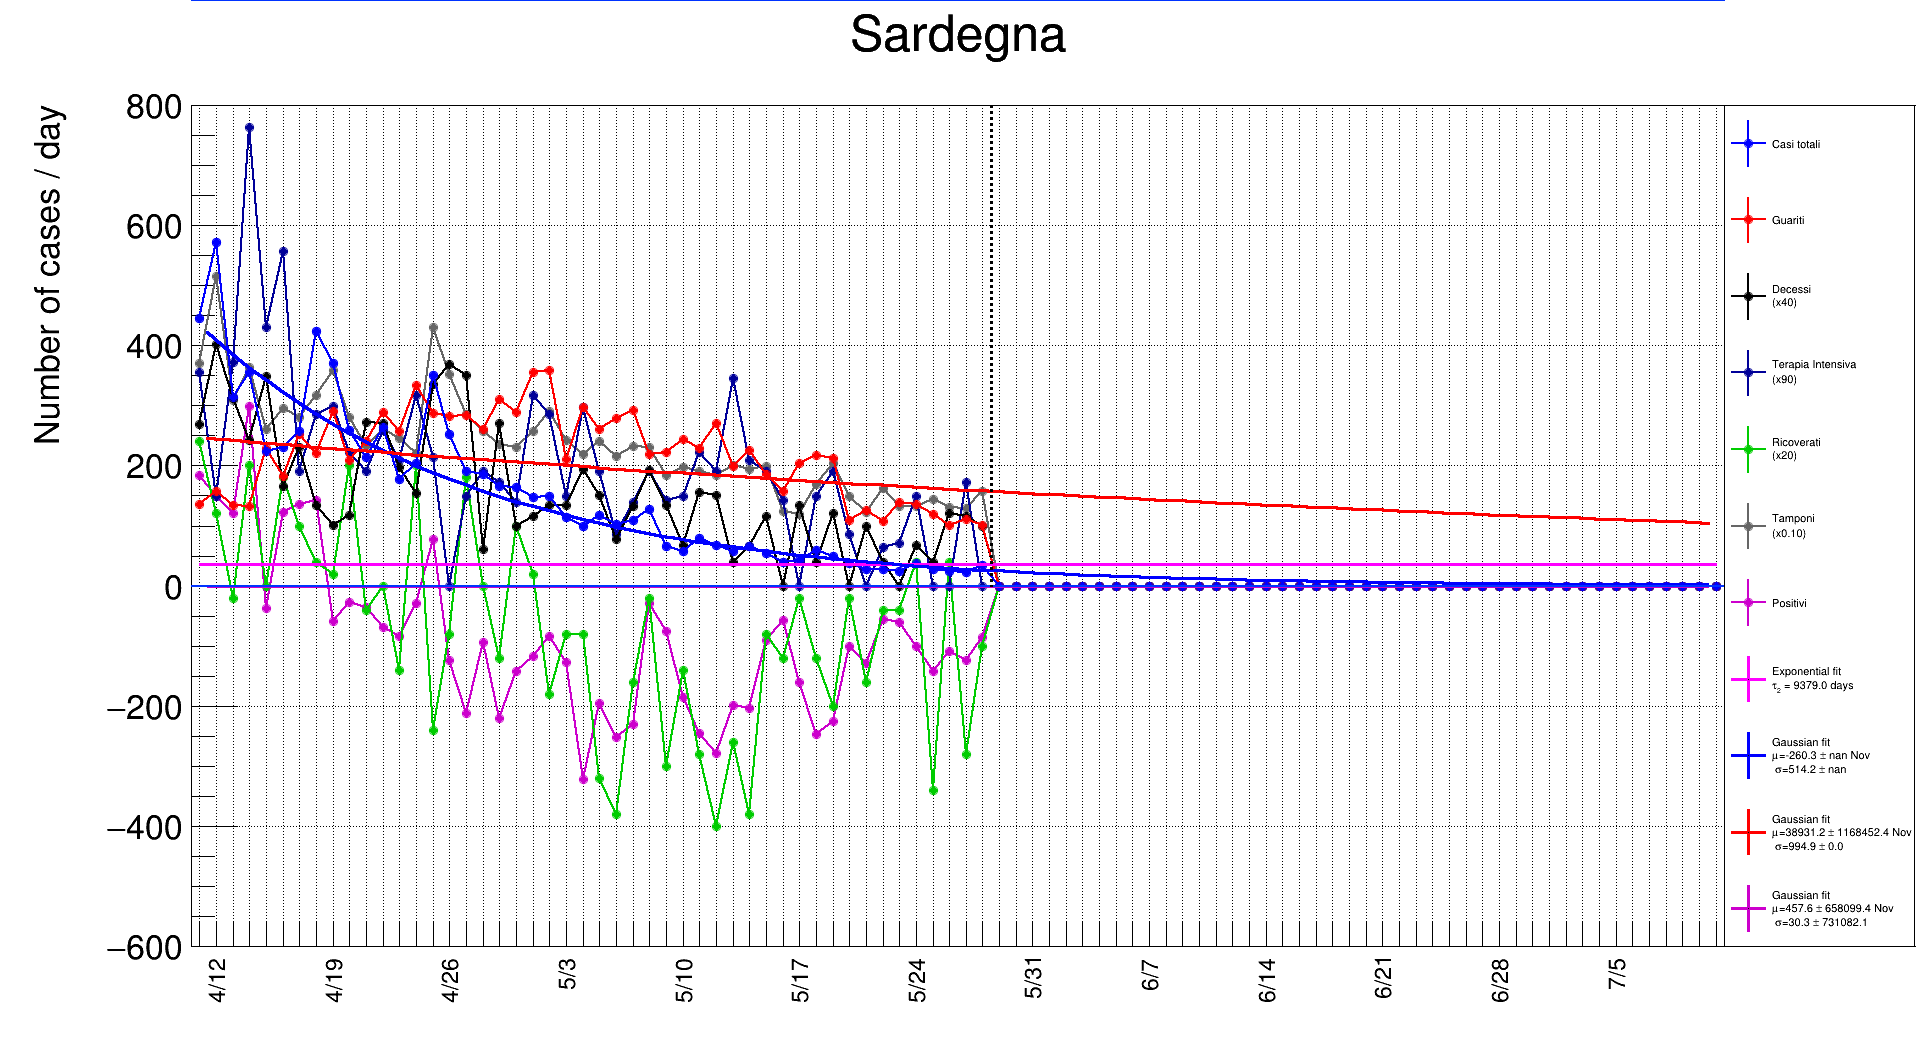 Sardegna
Number of cases / day
800
600
400
200
0
−200
−400
−600
4/12
4/19
4/26
5/3
5/10
5/17
5/24
5/31
6/7
6/14
6/21
6/28
7/5
Casi totali
Guariti
Decessi
(x40)
Terapia Intensiva
(x90)
Ricoverati
(x20)
Tamponi
(x0.10)
Positivi
Exponential fit
τ₂ = 9379.0 days
Gaussian fit
μ=-260.3 ± nan Nov
σ=514.2 ± nan
Gaussian fit
μ=38931.2 ± 1168452.4 Nov
σ=994.9 ± 0.0
Gaussian fit
μ=457.6 ± 658099.4 Nov
σ=30.3 ± 731082.1